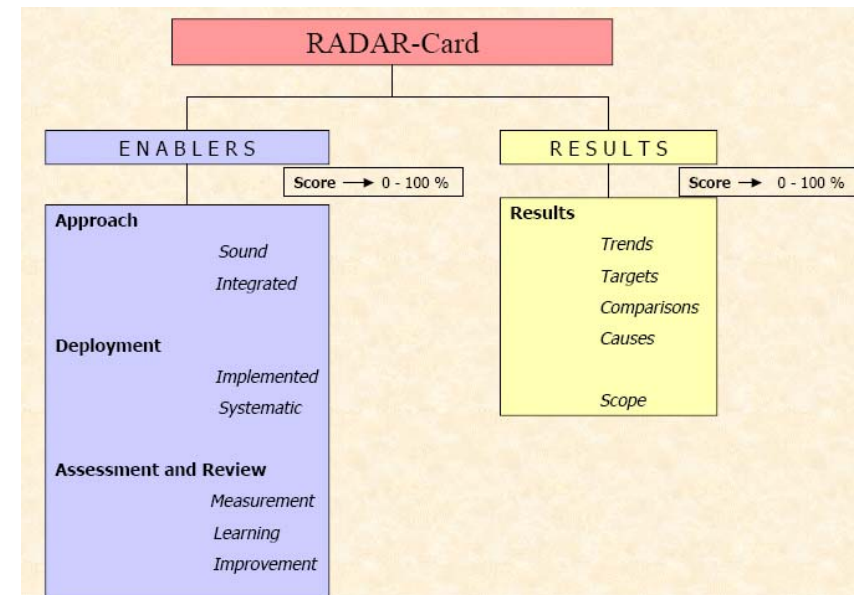 RADAR-Card
ENABLERS
Score → 0 - 100 %
Approach
Sound
Integrated
Deployment
Implemented
Systematic
Assessment and Review
Measurement
Learning
Improvement
RESULTS
Score → 0 - 100 %
Results
Trends
Targets
Comparisons
Causes
Scope